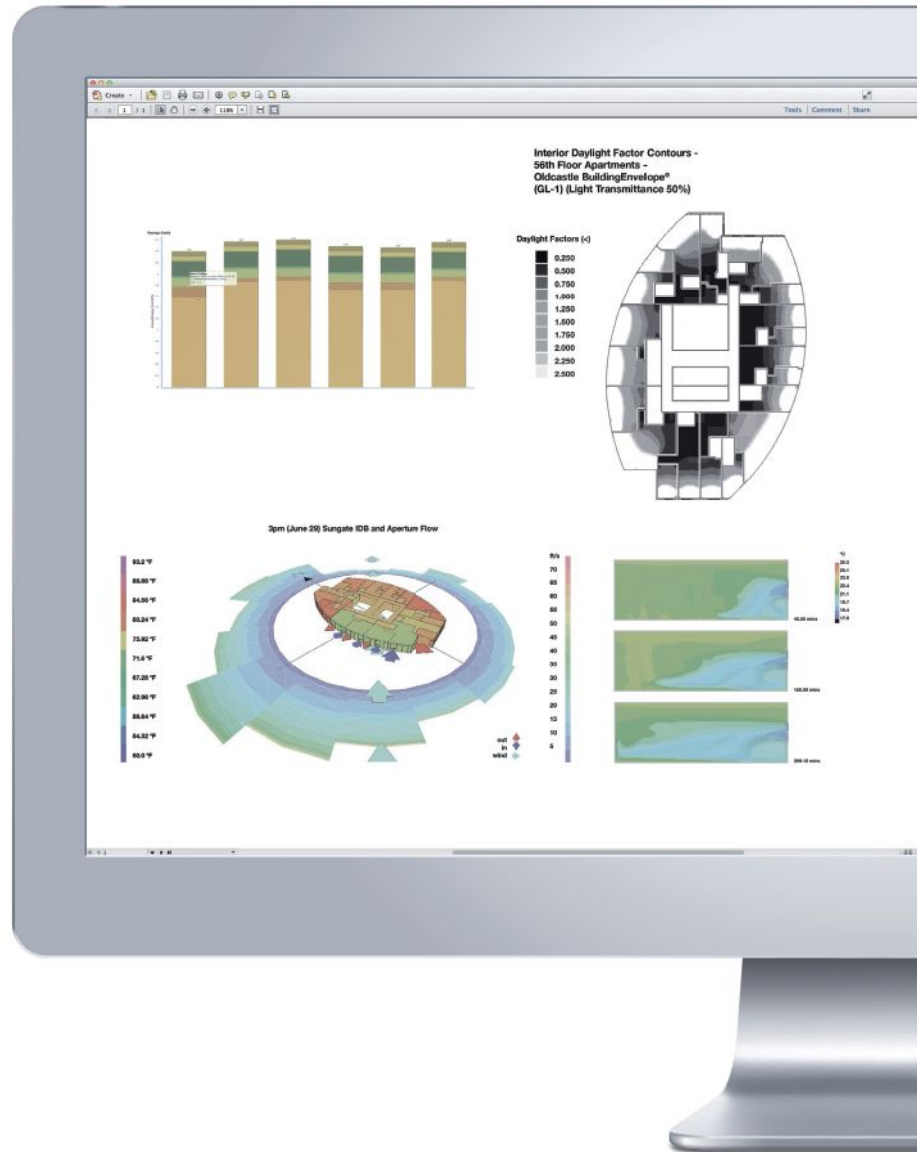 Create
1 / 1
118%
Tools Comment Share
Interior Daylight Factor Contours -
56th Floor Apartments –
Oldcastle BuildingEnvelope®
(GL-1) (Light Transmittance 50%)
Daylight Factors (<)
0.250
0.500
0.750
1.000
1.250
1.500
1.750
2.000
2.250
2.500
3pm (June 29) Sungate IDB and Aperture Flow
93.2 °F
88.88 °F
84.56 °F
80.24 °F
75.92 °F
71.6 °F
67.28 °F
62.96 °F
58.64 °F
54.32 °F
50.0 °F
out
in
wind
ft/s
70
65
60
55
50
45
40
35
30
25
20
15
10
5
°C